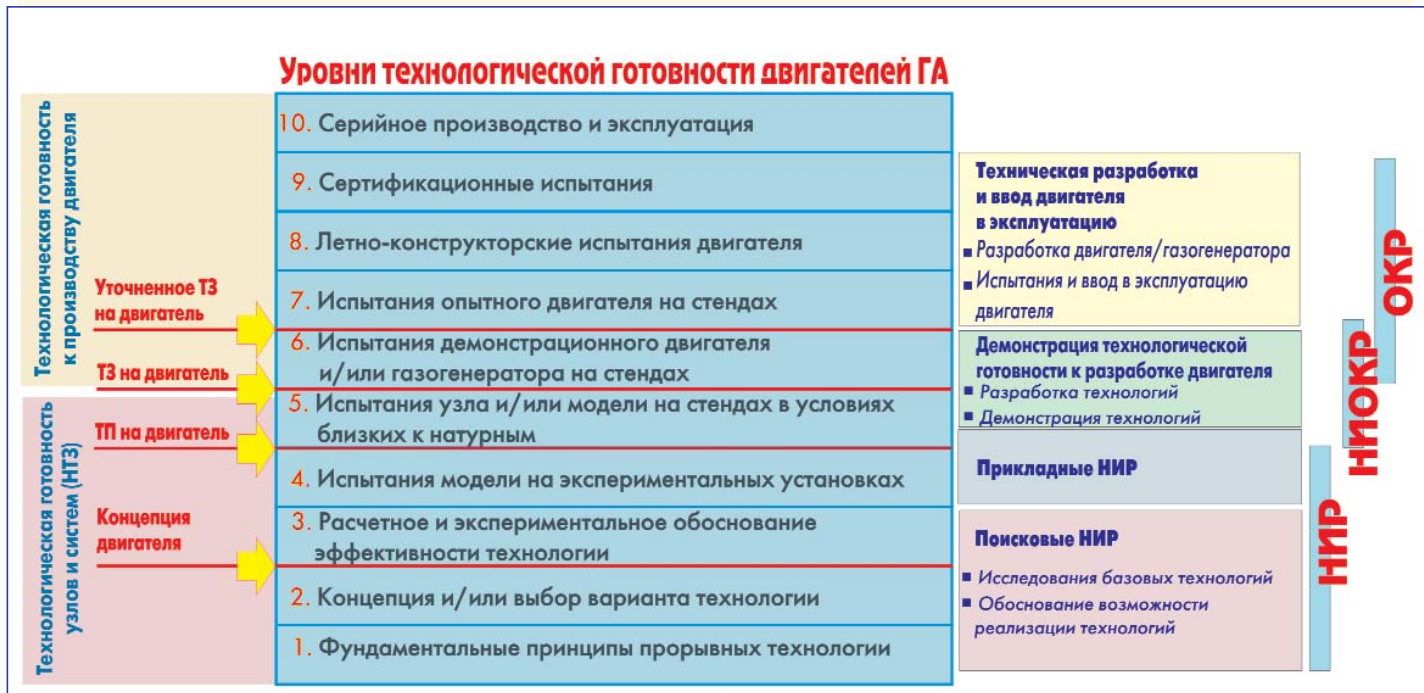 Уровни технологической готовности двигателей ГА
Технологическая готовность
к производству двигателя
Технологическая готовность
узлов и систем (НТЗ)
Уточненное ТЗ
на двигатель
ТЗ на двигатель
ТП на двигатель
Концепция
двигателя
10. Серийное производство и эксплуатация
9. Сертификационные испытания
8. Летно-конструкторские испытания двигателя
7. Испытания опытного двигателя на стендах
6. Испытания демонстрационного двигателя
и/или газогенератора на стендах
5. Испытания узла и/или модели на стендах в условиях
близких к натурным
4. Испытания модели на экспериментальных установках
3. Расчетное и экспериментальное обоснование
эффективности технологии
2. Концепция и/или выбор варианта технологии
1. Фундаментальные принципы прорывных технологии
Техническая разработка
и ввод двигателя
в эксплуатацию
▪ Разработка двигателя/газогенератора
▪ Испытания и ввод в эксплуатацию
двигателя
Демонстрация технологической
готовности к разработке двигателя
▪ Разработка технологий
▪ Демонстрация технологий
Прикладные НИР
Поисковые НИР
▪ Исследования базовых технологий
▪ Обоснование возможности
реализации технологий
ОКР
НИОКР
НИР